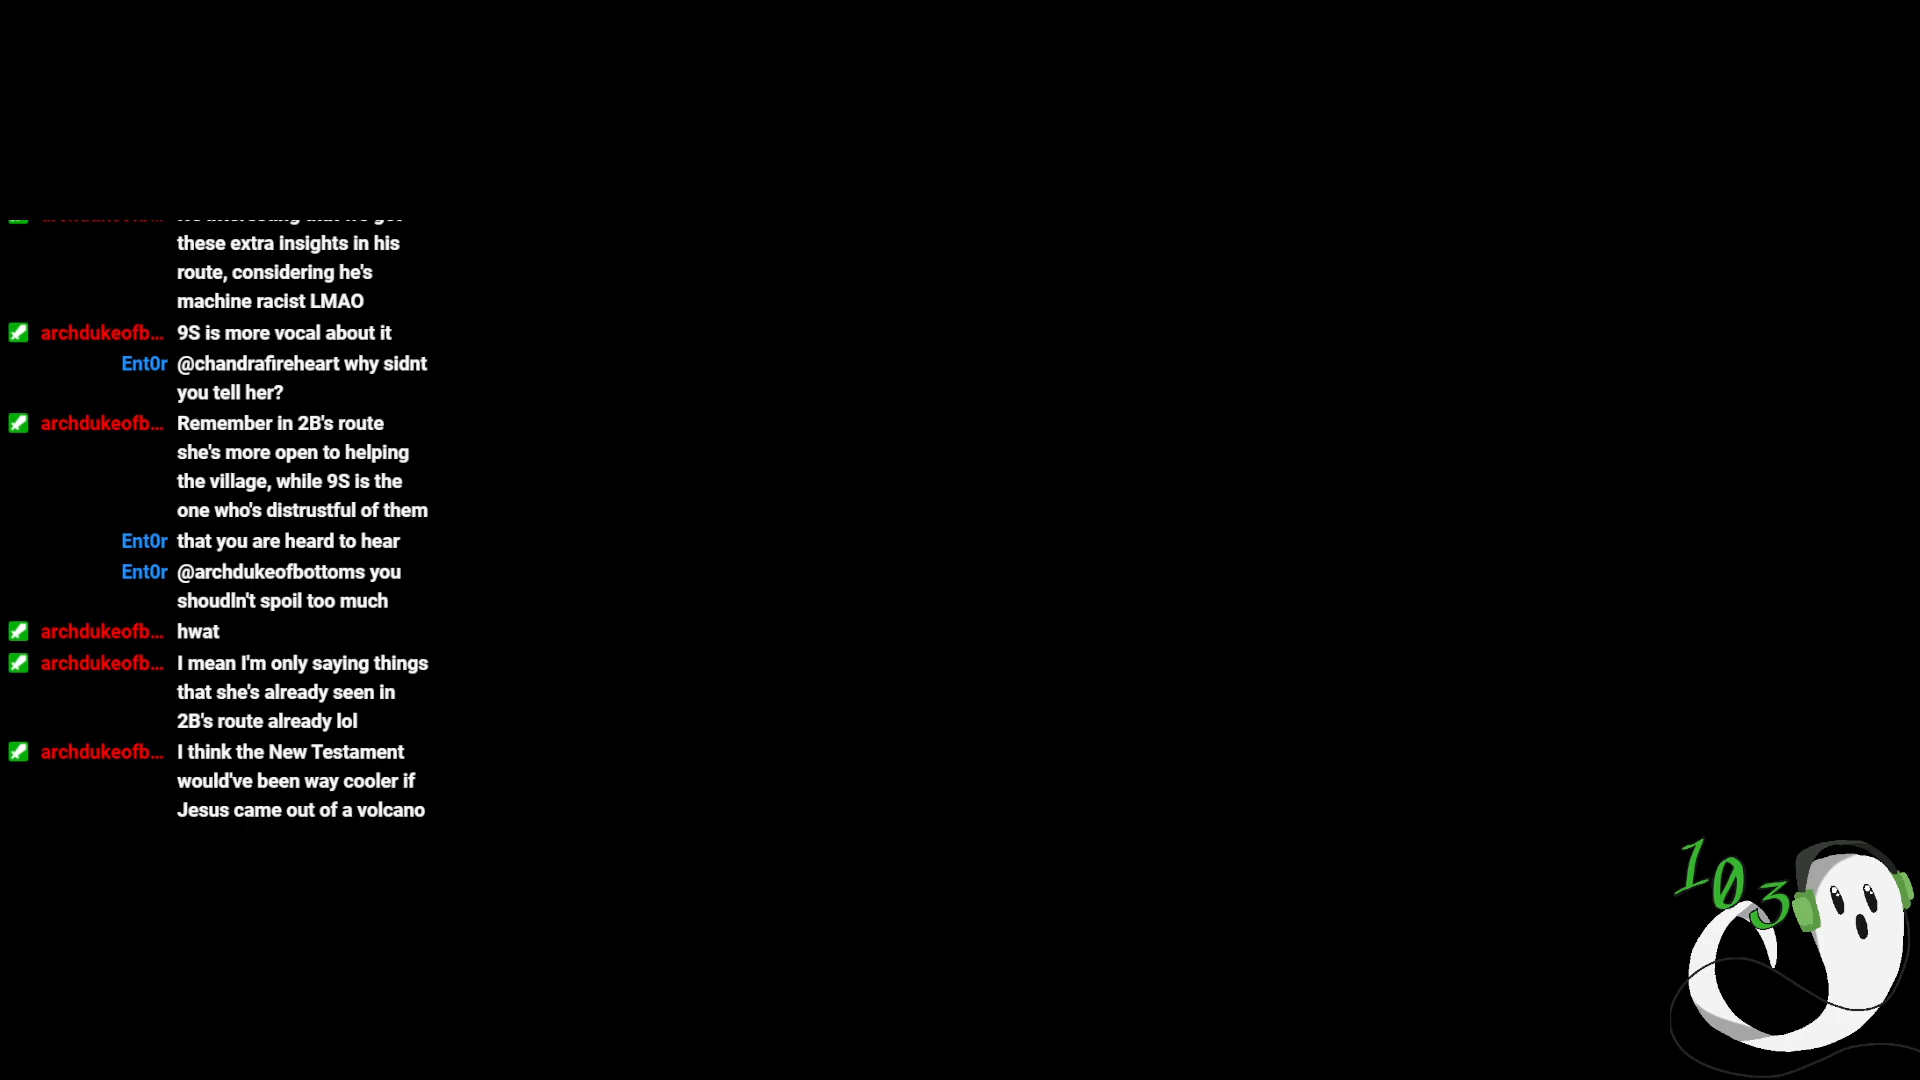 these extra insights in his
route, considering he's
machine racist LMAO
archdukeofb... 9S is more vocal about it
Ent0r @chandrafireheart why sidnt
you tell her?
archdukeofb... Remember in 2B's route
she's more open to helping
the village, while 9S is the
one who's distrustful of them
Ent0r that you are heard to hear
Ent0r @archdukeofbottoms you
shoudln't spoil too much
archdukeofb... hwat
archdukeofb... I mean I'm only saying things
that she's already seen in
2B's route already lol
archdukeofb... I think the New Testament
would've been way cooler if
Jesus came out of a volcano
103